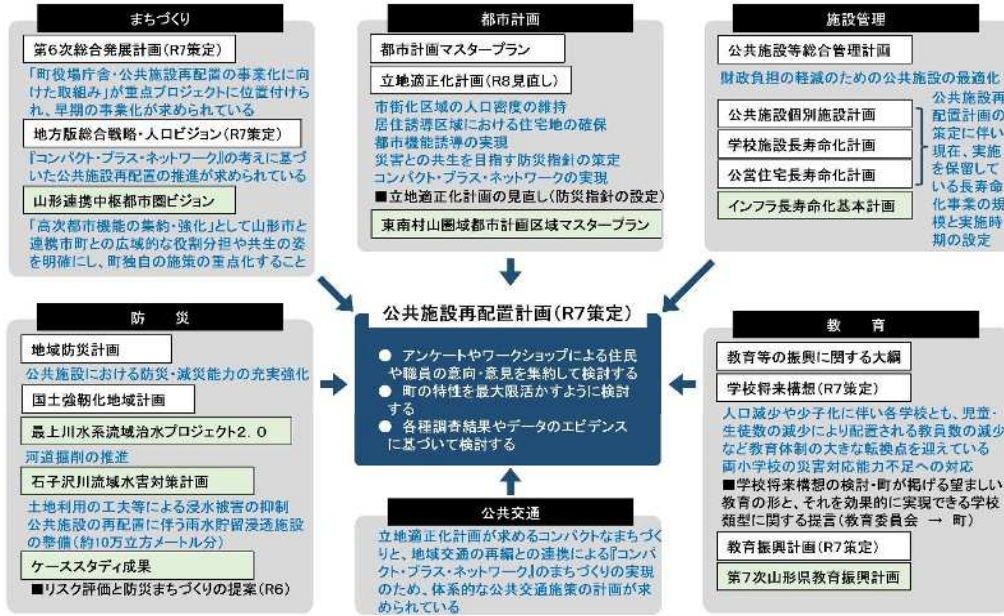 まちづくり
第6次総合発展計画(R7策定)
「町役場庁舎・公共施設再配置の事業化に向
けた取組み」が重点プロジェクトに位置付けら
れ、早期の事業化が求められている
地方版総合戦略・人口ビジョン(R7策定)
『コンパクト・プラス・ネットワーク』の考えに基づ
いた公共施設再配置の推進が求められている
山形連携中枢都市圏ビジョン
「高次都市機能の集約・強化」として山形市と
連携市町との広域的な役割分担や共生の姿
を明確にし、町独自の施策の重点化すること
都市計画
都市計画マスタープラン
立地適正化計画(R8見直し)
市街化区域の人口密度の維持
居住誘導区域における住宅地の確保
都市機能誘導の実現
災害との共生を目指す防災指針の策定
コンパクト・プラス・ネットワークの実現
■立地適正化計画の見直し(防災指針の設定)
東南村山圏域都市計画区域マスタープラン
施設管理
公共施設等総合管理計画
財政負担の軽減のための公共施設の最適化
公共施設個別施設計画
学校施設長寿命化計画
公営住宅長寿命化計画
インフラ長寿命化基本計画
公共施設再
配置計画の
策定に伴い
現在、実施
を保留して
いる長寿命
化事業の規
模と実施時
期の設定
公共施設再配置計画(R7策定)
● アンケートやワークショップによる住民
や職員の意向・意見を集約して検討する
● 町の特性を最大限活かすように検討
する
● 各種調査結果やデータのエビデンス
に基づいて検討する
防 災
地域防災計画
公共施設における防災・減災能力の充実強化
国土強靭化地域計画
最上川水系流域治水プロジェクト2.0
河道掘削の推進
石子沢川流域水害対策計画
土地利用の工夫等による浸水被害の抑制
公共施設の再配置に伴う雨水貯留浸透施設
の整備(約10万立方メートル分)
ケーススタディ成果
■リスク評価と防災まちづくりの提案(R6)
公共交通
立地適正化計画が求めるコンパクトなまちづく
りと、地域交通の再編との連携による『コンパ
クト・プラス・ネットワーク』のまちづくりの実現
のため、体系的な公共交通施策の計画が求
められている
教 育
教育等の振興に関する大綱
学校将来構想(R7策定)
人口減少や少子化に伴い各学校とも、児童・
生徒数の減少により配置される教員数の減少
など教育体制の大きな転換点を迎えている
両小学校の災害対応能力不足への対応
■学校将来構想の検討・町が掲げる望ましい
教育の形と、それを効果的に実現できる学校
類型に関する提言(教育委員会 → 町)
教育振興計画(R7策定)
第7次山形県教育振興計画